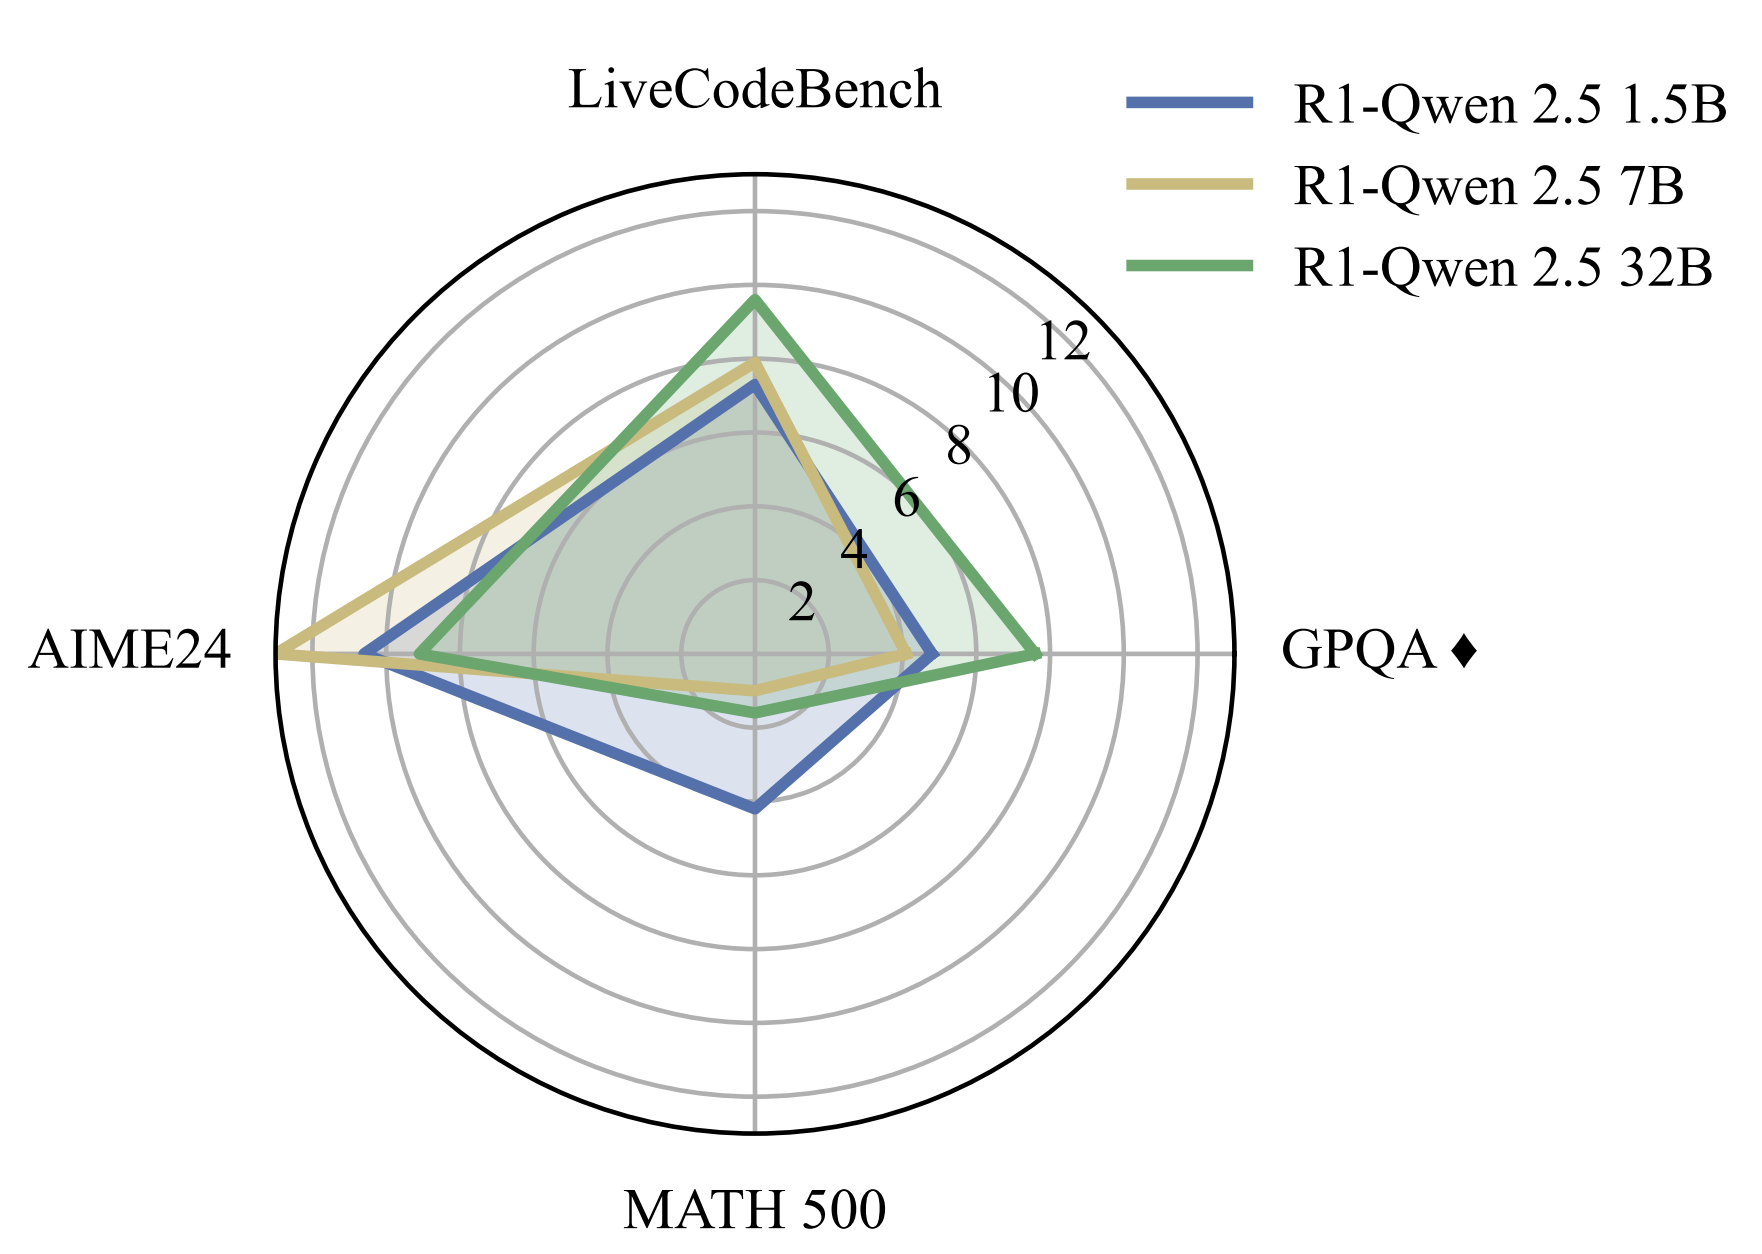 LiveCodeBench
R1-Qwen 2.5 1.5B
R1-Qwen 2.5 7B
R1-Qwen 2.5 32B
12
10
8
6
4
2
AIME24
GPQA ♦
MATH 500